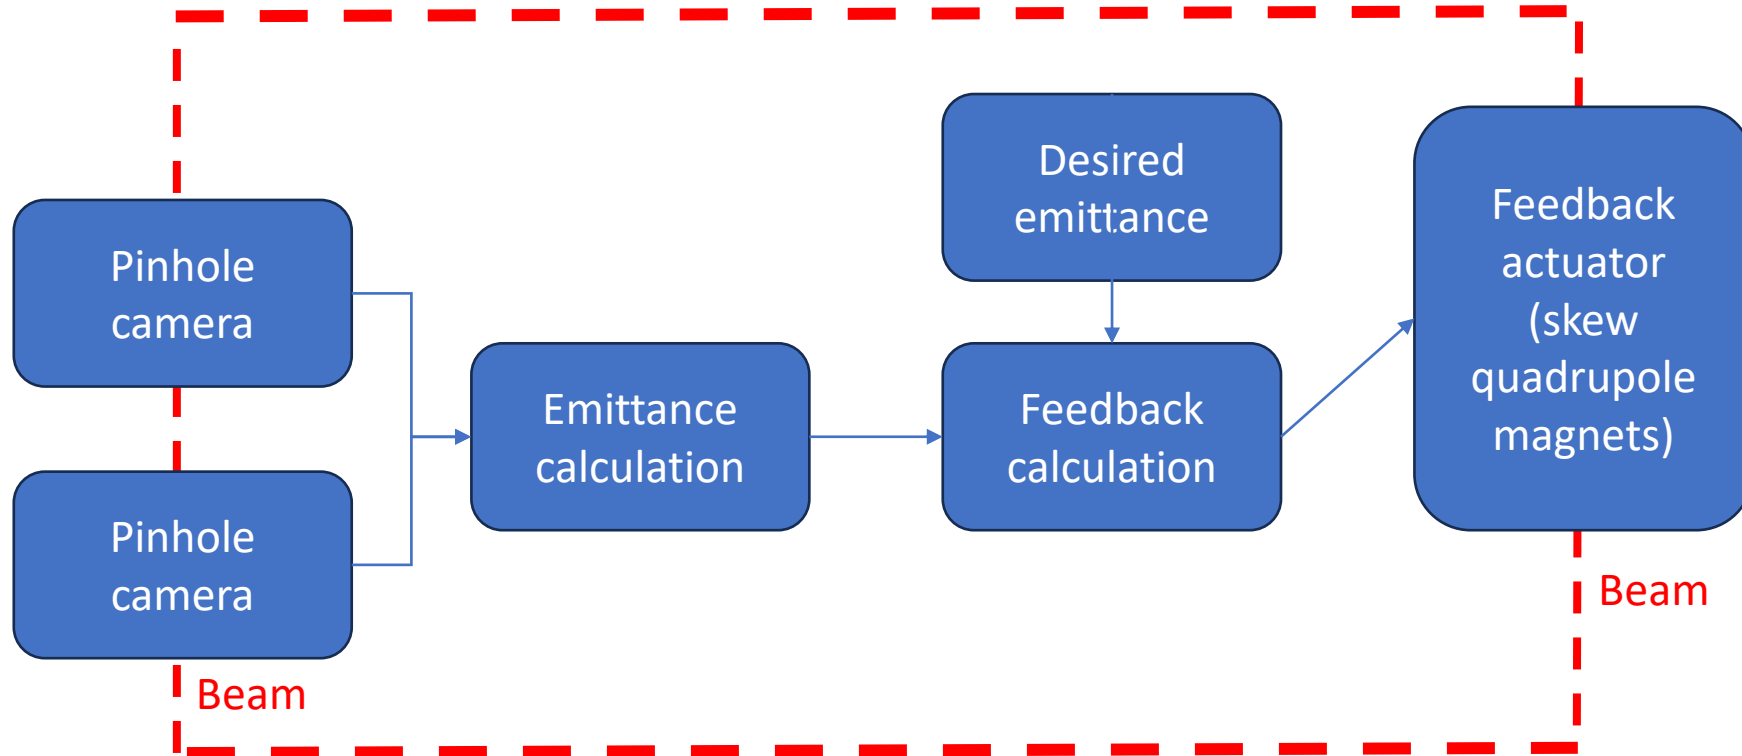 Pinhole
camera
Pinhole
camera
Beam
Emittance
calculation
Desired
emittance
Feedback
calculation
Feedback
actuator
(skew
quadrupole
magnets)
Beam